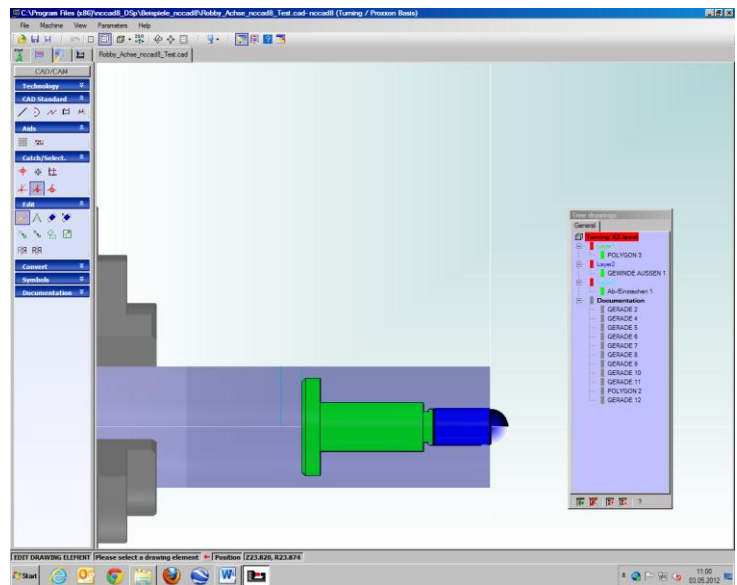 C:\Program Files (x86)\nccad8_DSp\Beispiele_nccad8\Robby_Achse_nccad8_Test.cad- nccad8 (Turning / Proxxon Basis)
File Machine View Parameters Help
Robby_Achse_nccad8_Test.cad
CAD/CAM
Technology
CAD Standard
Aids
Catch/Select.
Edit
Convert
Symbols
Documentation
Tree drawings
General
POLYGON 3
Layer2
GEWINDE AUSSEN 1
Ab-/Einstechen 1
Documentation
GERADE 2
GERADE 4
GERADE 5
GERADE 6
GERADE 7
GERADE 8
GERADE 9
GERADE 10
GERADE 11
POLYGON 2
GERADE 12
EDIT DRAWING ELEMENT Please select a drawing element Position Z23.820, R23.874
Start
11:00
03.05.2012